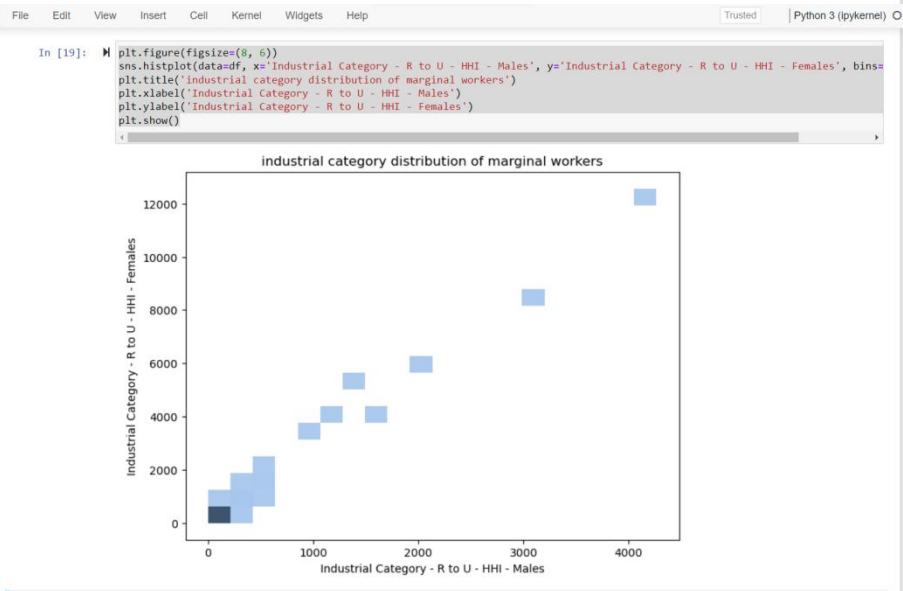 File Edit View Insert Cell Kernel Widgets Help Trusted Python 3 (ipykernel)
In [19]:
plt.figure(figsize=(8, 6))
sns.histplot(data=df, x='Industrial Category - R to U - HHI - Males', y='Industrial Category - R to U - HHI - Females', bins=
plt.title('industrial category distribution of marginal workers')
plt.xlabel('Industrial Category - R to U - HHI - Males')
plt.ylabel('Industrial Category - R to U - HHI - Females')
plt.show()
industrial category distribution of marginal workers
Industrial Category - R to U - HHI - Females
12000
10000
8000
6000
4000
2000
0
0 1000 2000 3000 4000
Industrial Category - R to U - HHI - Males